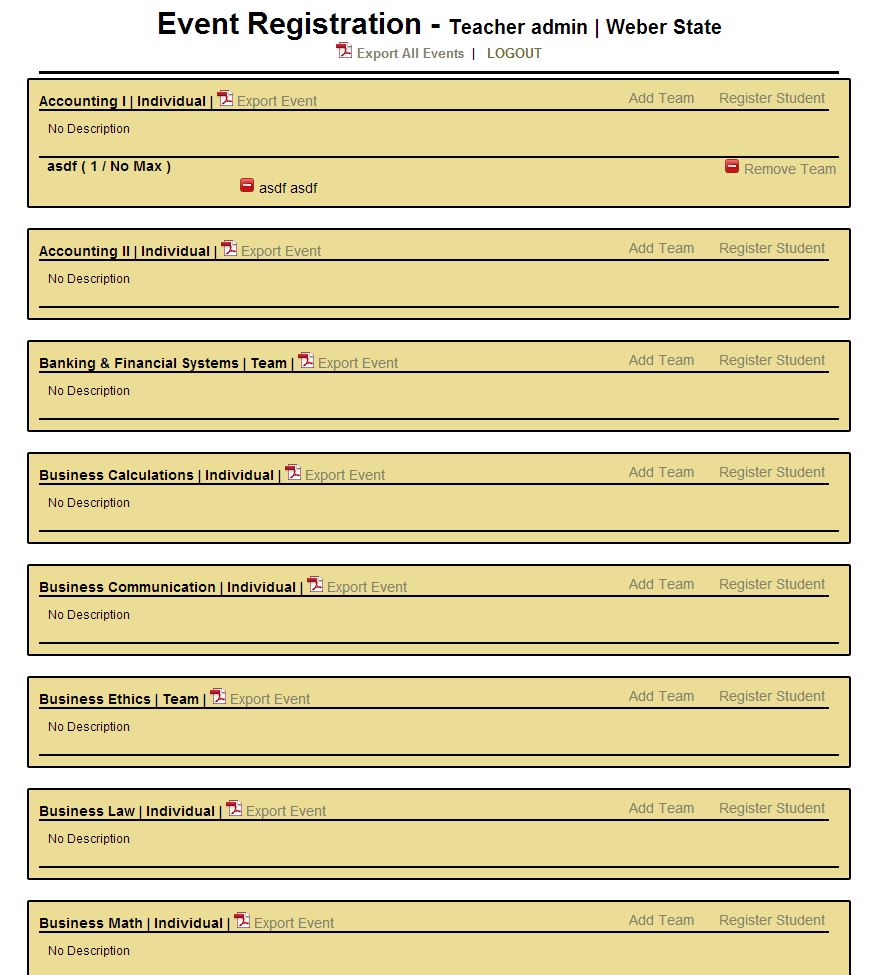 Event Registration - Teacher admin | Weber State
Export All Events | LOGOUT
Accounting I | Individual | Export Event Add Team Register Student
No Description
asdf ( 1 / No Max ) Remove Team
asdf asdf
Accounting II | Individual | Export Event Add Team Register Student
No Description
Banking & Financial Systems | Team | Export Event Add Team Register Student
No Description
Business Calculations | Individual | Export Event Add Team Register Student
No Description
Business Communication | Individual | Export Event Add Team Register Student
No Description
Business Ethics | Team | Export Event Add Team Register Student
No Description
Business Law | Individual | Export Event Add Team Register Student
No Description
Business Math | Individual | Export Event Add Team Register Student
No Description